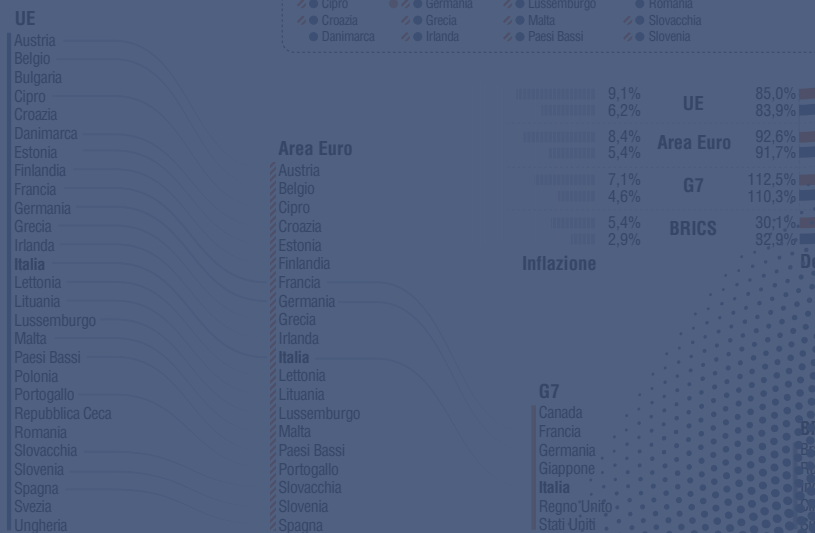 Cipro Germania Lussemburgo Romania
Croazia Grecia Malta Slovacchia
Danimarca Irlanda Paesi Bassi Slovenia
UE
Austria
Belgio
Bulgaria
Cipro
Croazia
Danimarca
Estonia
Finlandia
Francia
Germania
Grecia
Irlanda
Italia
Lettonia
Lituania
Lussemburgo
Malta
Paesi Bassi
Polonia
Portogallo
Repubblica Ceca
Romania
Slovacchia
Slovenia
Spagna
Svezia
Ungheria
Area Euro
Austria
Belgio
Cipro
Croazia
Estonia
Finlandia
Francia
Germania
Grecia
Irlanda
Italia
Lettonia
Lituania
Lussemburgo
Malta
Paesi Bassi
Portogallo
Slovacchia
Slovenia
Spagna
9,1% UE 85,0%
6,2% 83,9%
8,4% Area Euro 92,6%
5,4% 91,7%
7,1% G7 112,5%
4,6% 110,3%
5,4% BRICS 30,1%
2,9% 32,9%
Inflazione
G7
Canada
Francia
Germania
Giappone
Italia
Regno Unito
Stati Uniti